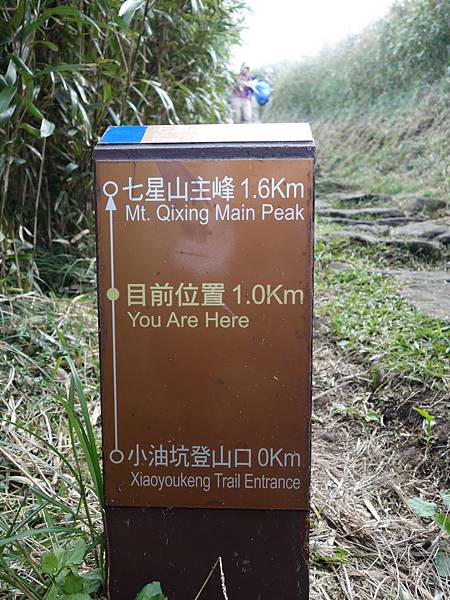 七星山主峰 1.6Km
Mt. Qixing Main Peak
目前位置 1.0Km
You Are Here
小油坑登山口 0Km
Xiaoyoukeng Trail Entrance